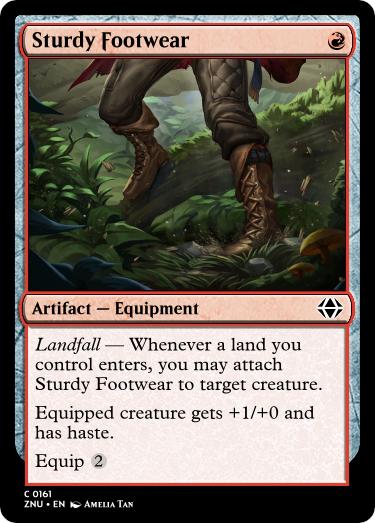 Sturdy Footwear
Artifact — Equipment
Landfall — Whenever a land you
control enters, you may attach
Sturdy Footwear to target creature.
Equipped creature gets +1/+0 and
has haste.
Equip 2
C 0161
ZNU • EN AMELIA TAN